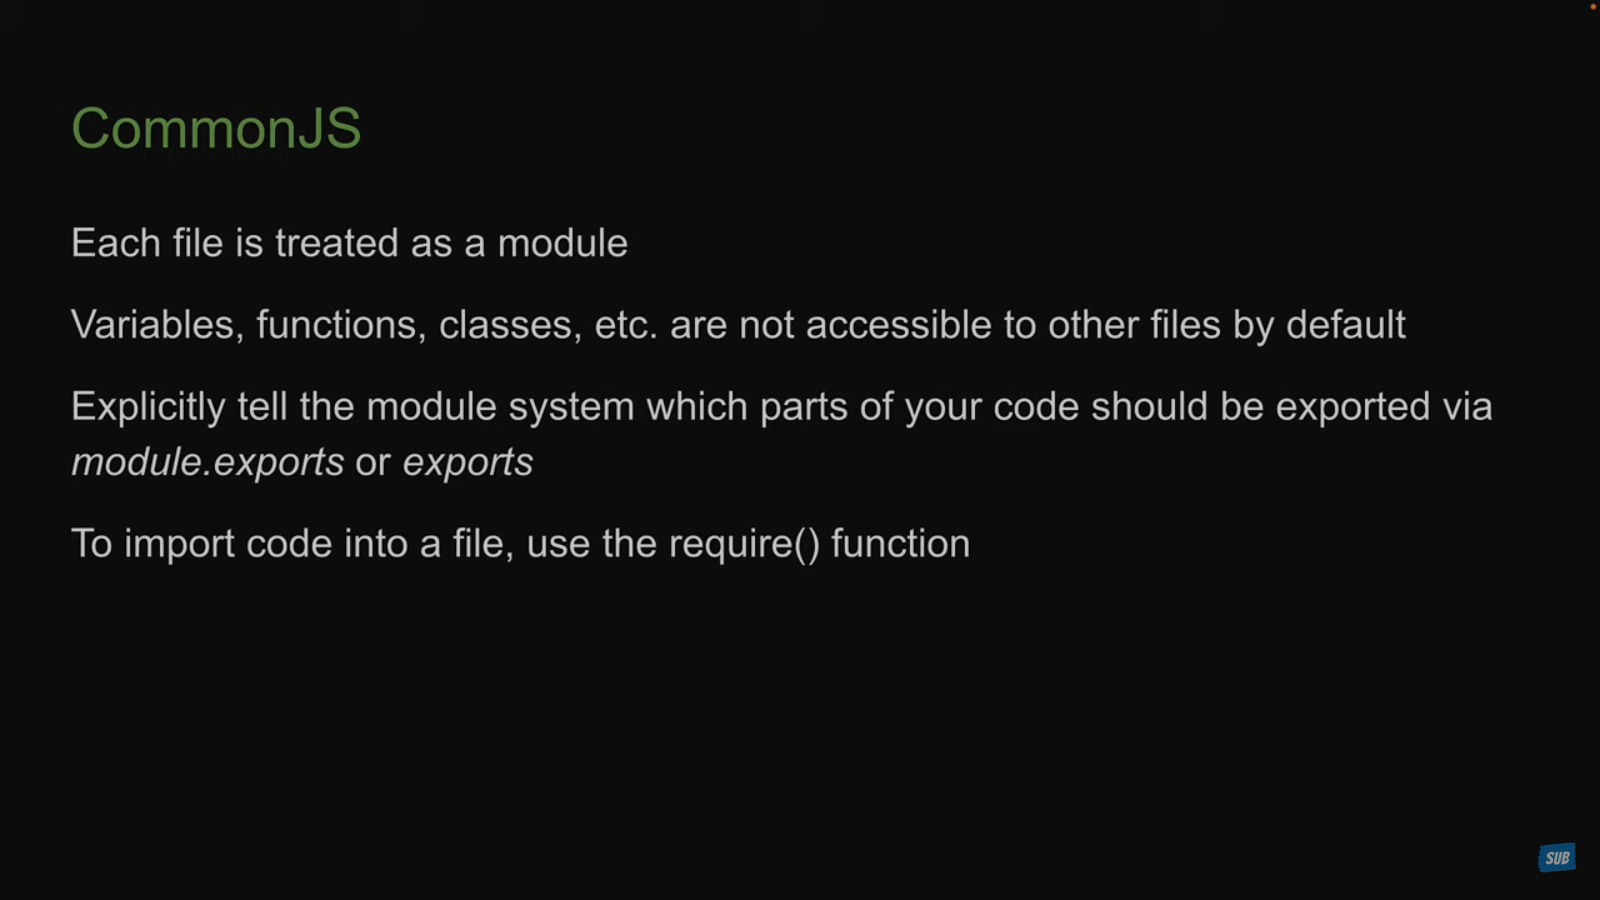 CommonJS
Each file is treated as a module
Variables, functions, classes, etc. are not accessible to other files by default
Explicitly tell the module system which parts of your code should be exported via
module.exports or exports
To import code into a file, use the require() function
SUB